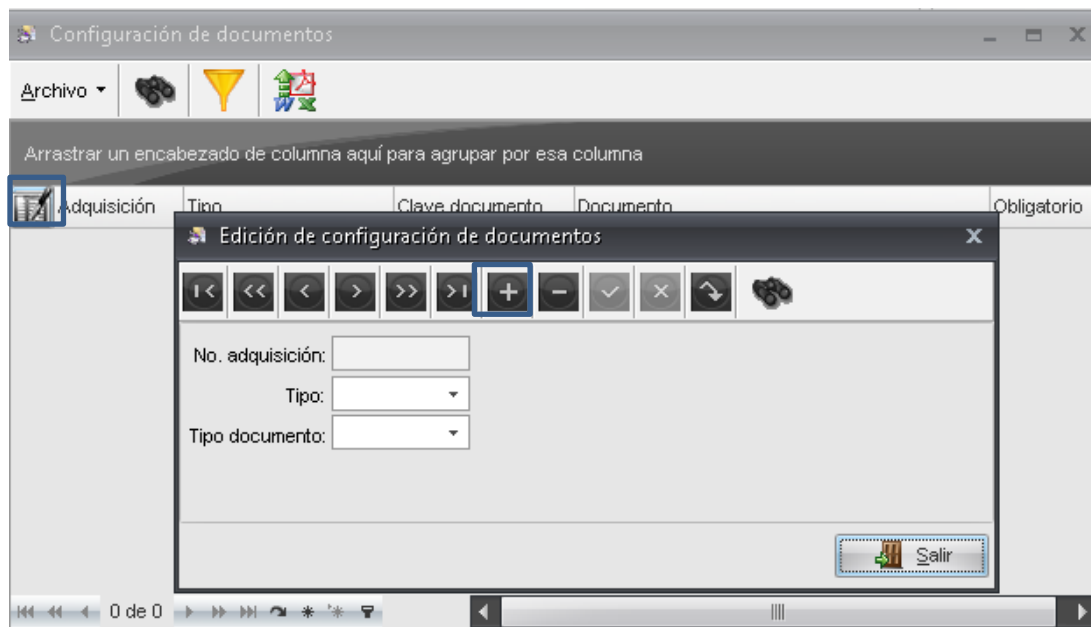 Configuración de documentos
Archivo
Arrastrar un encabezado de columna aquí para agrupar por esa columna
Adquisición Tipo Clave documento Documento Obligatorio
Edición de configuración de documentos
No. adquisición:
Tipo:
Tipo documento:
Salir
0 de 0